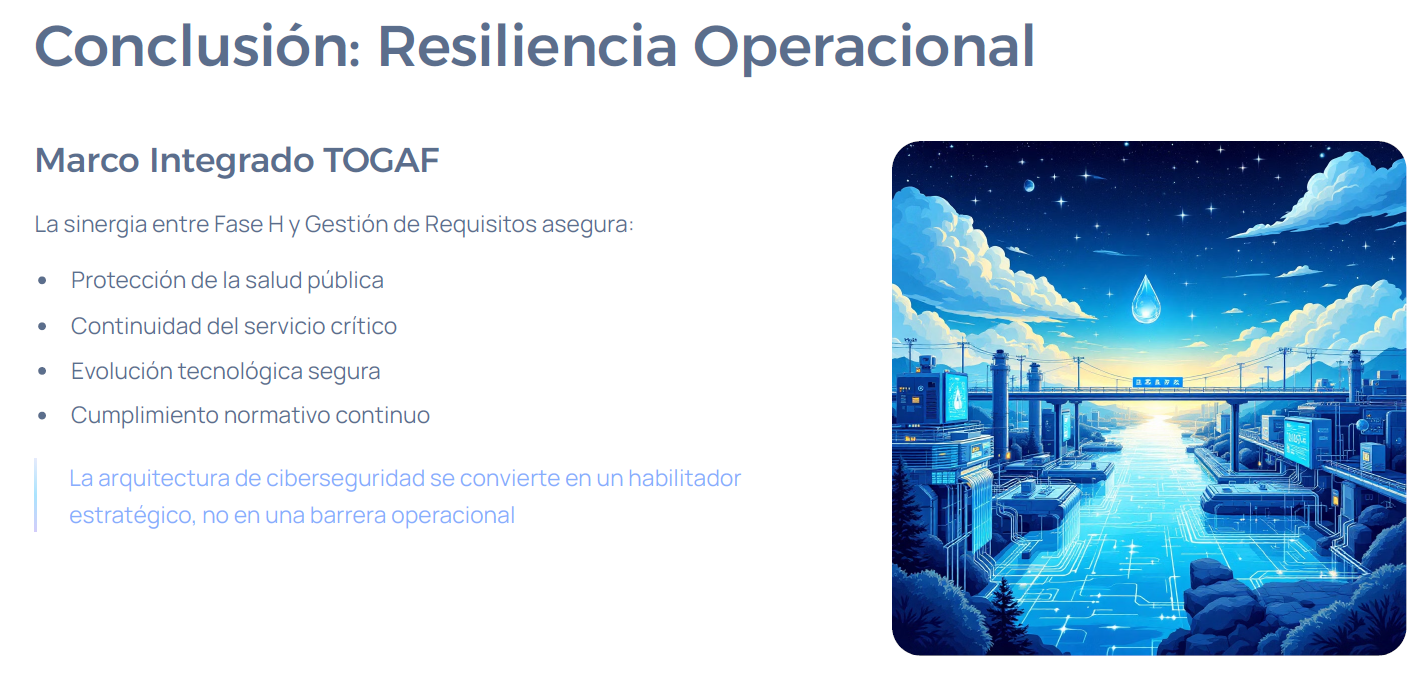 Conclusión: Resiliencia Operacional
Marco Integrado TOGAF
La sinergia entre Fase H y Gestión de Requisitos asegura:
Protección de la salud pública
Continuidad del servicio crítico
Evolución tecnológica segura
Cumplimiento normativo continuo
La arquitectura de ciberseguridad se convierte en un habilitador
estratégico, no en una barrera operacional